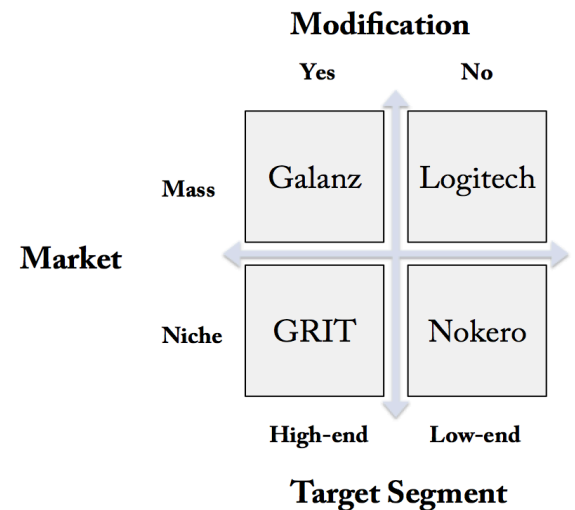 Modification
Yes No
Galanz Logitech
Mass
Market
Niche
GRIT Nokero
High-end Low-end
Target Segment